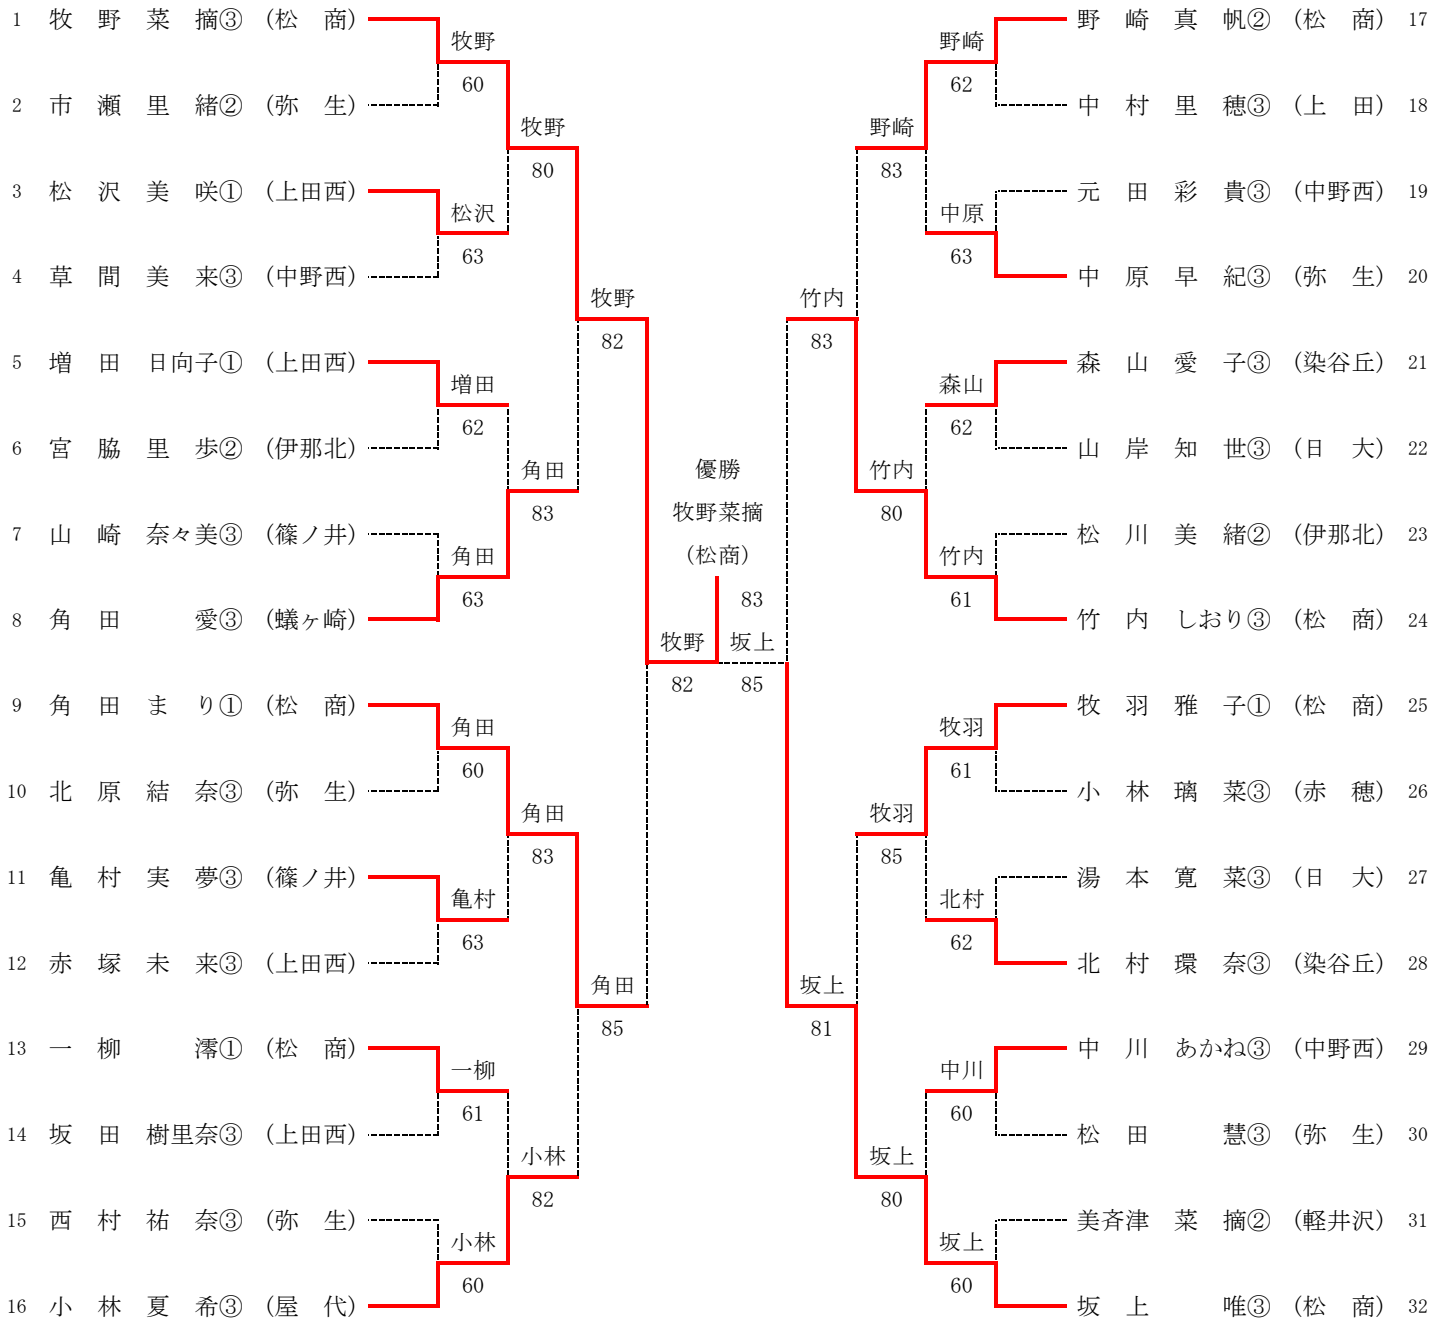 1 牧野菜摘③ (松商)
牧野
60
2 市瀬里緒② (弥生)
牧野
80
3 松沢美咲① (上田西)
松沢
63
4 草間美来③ (中野西)
牧野
82
5 増田日向子① (上田西)
増田
62
6 宮脇里歩② (伊那北)
角田
83
7 山崎奈々美③ (篠ノ井)
角田
63
8 角田愛③ (蟻ヶ崎)
牧野
82
9 角田まり① (松商)
角田
60
10 北原結奈③ (弥生)
角田
83
11 亀村実夢③ (篠ノ井)
亀村
63
12 赤塚未来③ (上田西)
角田
85
13 一柳澪① (松商)
一柳
61
14 坂田樹里奈③ (上田西)
小林
82
15 西村祐奈③ (弥生)
小林
60
16 小林夏希③ (屋代)
優勝
牧野菜摘
(松商)
83
坂上
85
野崎真帆② (松商) 17
野崎
62
中村里穂③ (上田) 18
野崎
83
元田彩貴③ (中野西) 19
中原
63
中原早紀③ (弥生) 20
竹内
83
森山愛子③ (染谷丘) 21
森山
62
山岸知世③ (日大) 22
竹内
80
松川美緒② (伊那北) 23
竹内
61
竹内しおり③ (松商) 24
牧羽雅子① (松商) 25
牧羽
61
小林璃菜③ (赤穂) 26
牧羽
85
湯本寛菜③ (日大) 27
北村
62
北村環奈③ (染谷丘) 28
坂上
81
中川あかね③ (中野西) 29
中川
60
松田慧③ (弥生) 30
坂上
80
美斉津菜摘② (軽井沢) 31
坂上
60
坂上唯③ (松商) 32